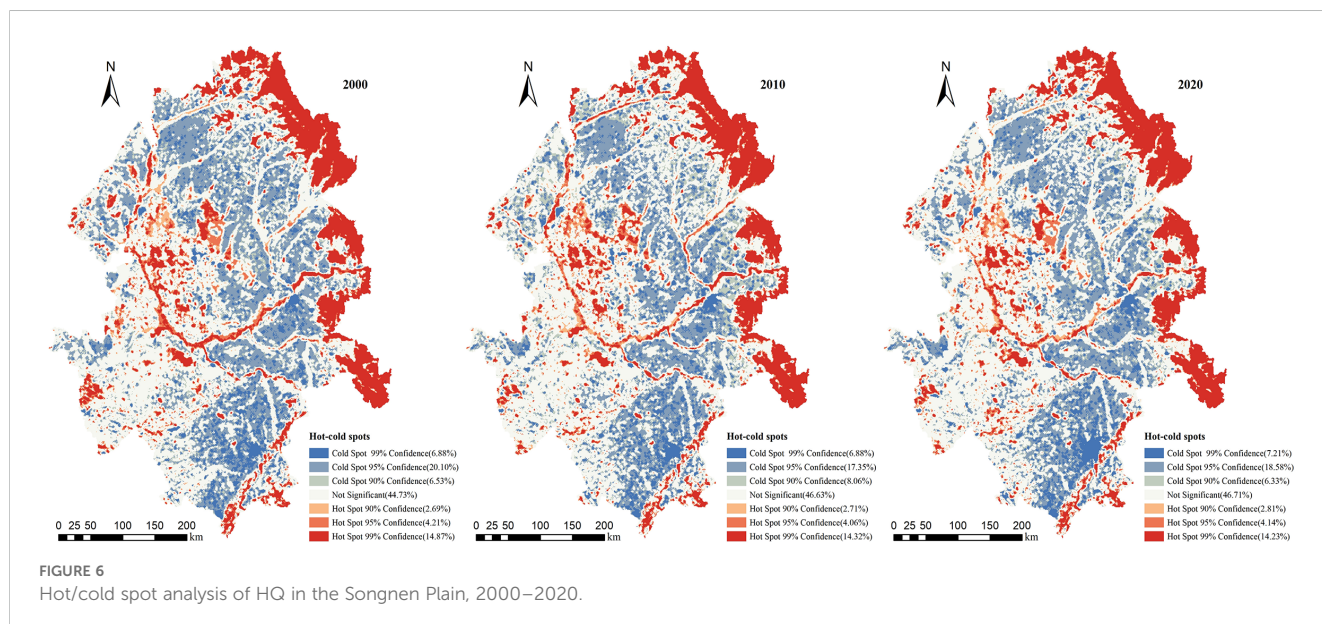 N
2000
Hot-cold spots
Cold Spot 99% Confidence(6.88%)
Cold Spot 95% Confidence(20.10%)
Cold Spot 90% Confidence(6.53%)
Not Significant(44.73%)
Hot Spot 90% Confidence(2.69%)
Hot Spot 95% Confidence(4.21%)
Hot Spot 99% Confidence(14.87%)
0 25 50 100 150 200
km
N
2010
Hot-cold spots
Cold Spot 99% Confidence(6.88%)
Cold Spot 95% Confidence(17.35%)
Cold Spot 90% Confidence(8.06%)
Not Significant(46.63%)
Hot Spot 90% Confidence(2.71%)
Hot Spot 95% Confidence(4.06%)
Hot Spot 99% Confidence(14.32%)
0 25 50 100 150 200
km
N
2020
Hot-cold spots
Cold Spot 99% Confidence(7.21%)
Cold Spot 95% Confidence(18.58%)
Cold Spot 90% Confidence(6.33%)
Not Significant(46.71%)
Hot Spot 90% Confidence(2.81%)
Hot Spot 95% Confidence(4.14%)
Hot Spot 99% Confidence(14.23%)
0 25 50 100 150 200
km
FIGURE 6
Hot/cold spot analysis of HQ in the Songnen Plain, 2000–2020.